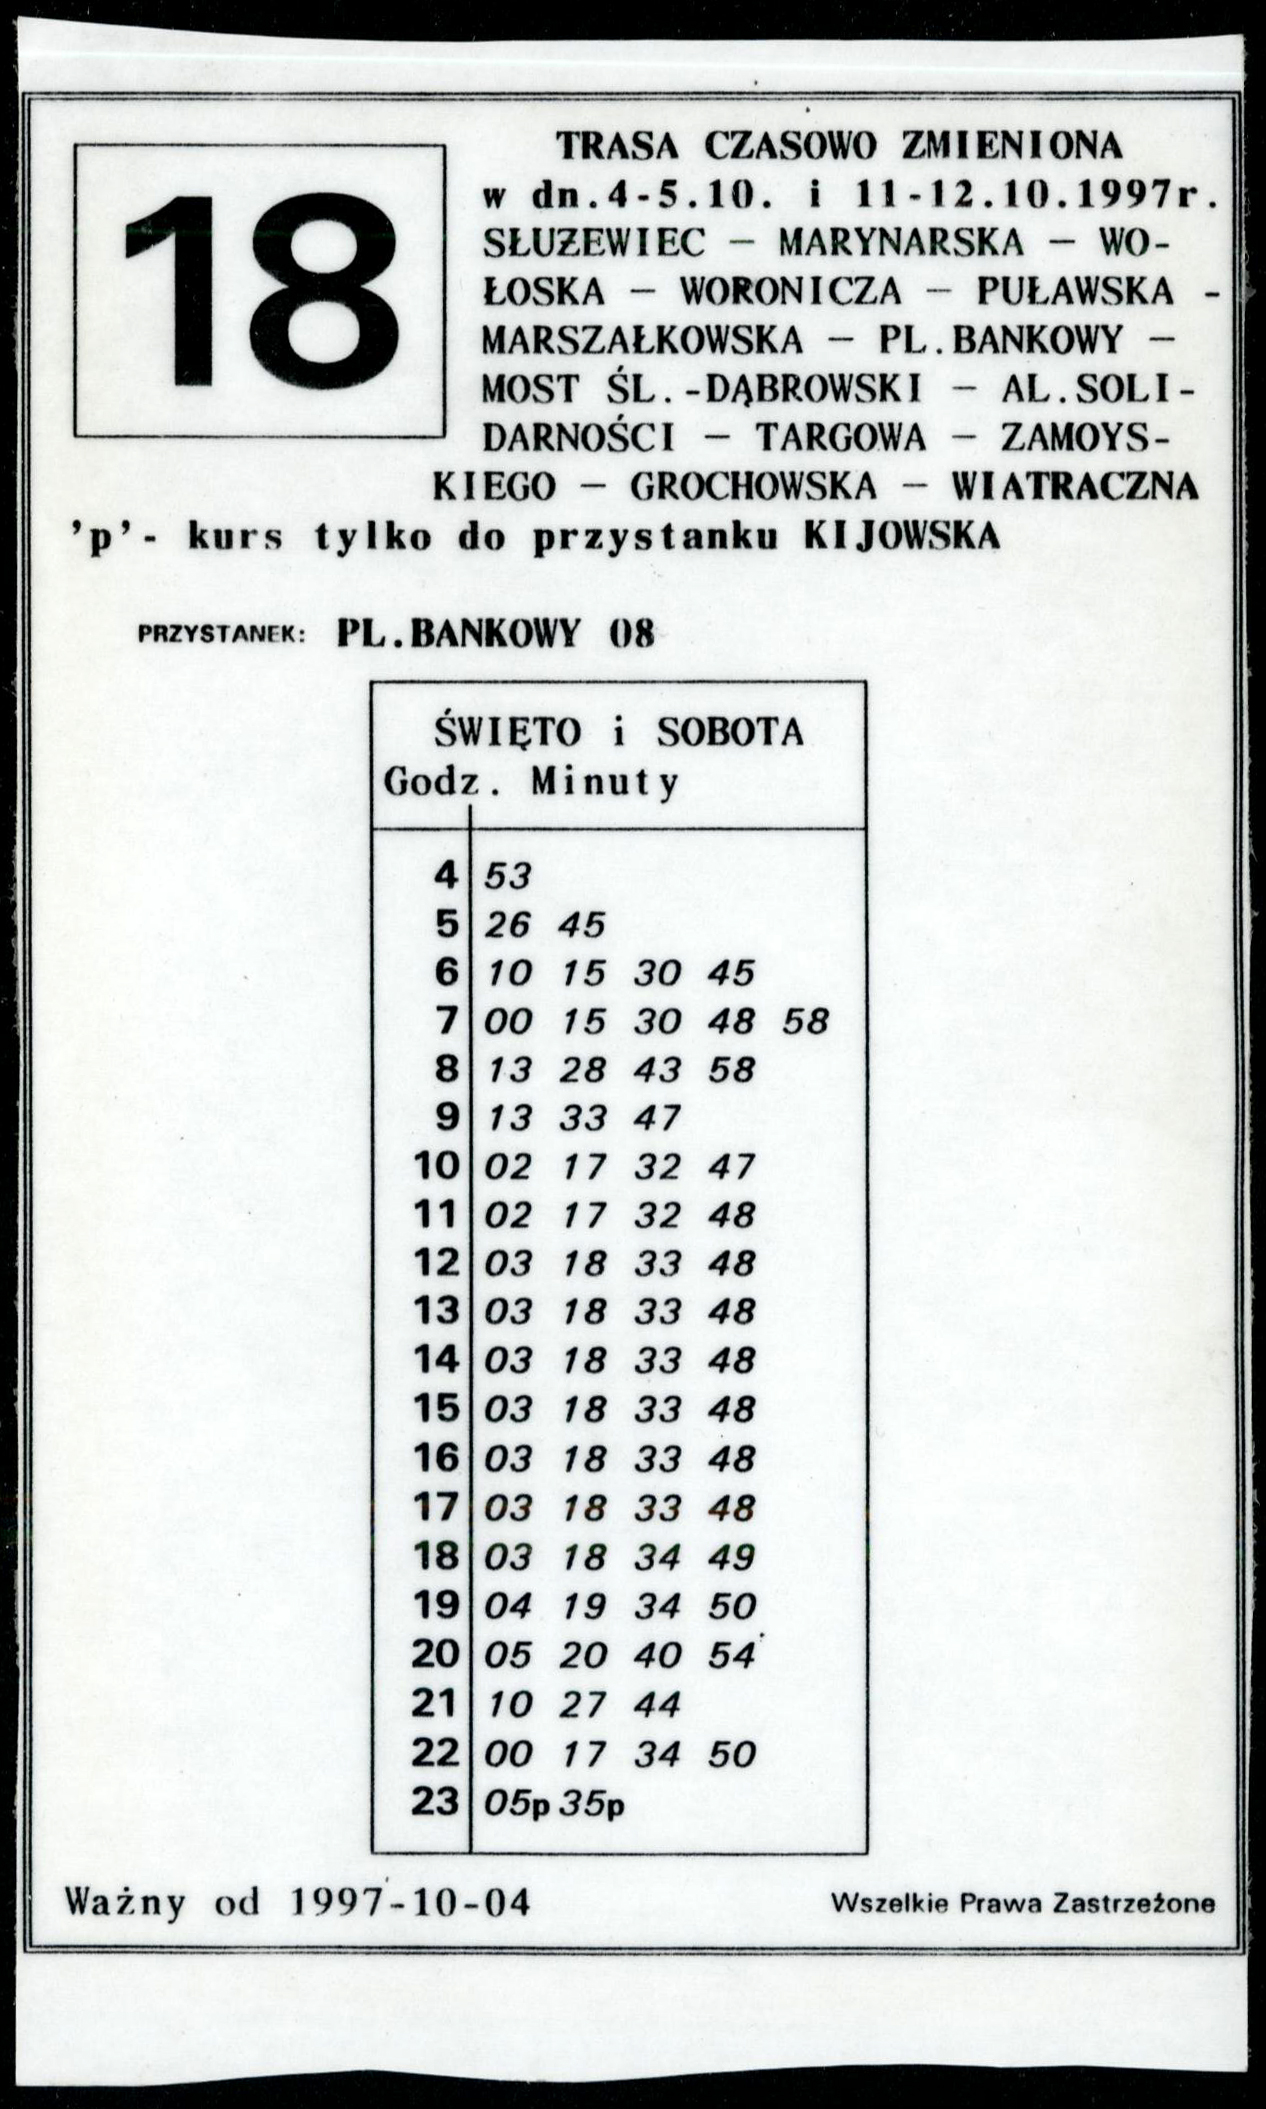 18
TRASA CZASOWO ZMIENIONA
w dn.4-5.10. i 11-12.10.1997r.
SŁUŻEWIEC – MARYNARSKA – WO-
ŁOSKA – WORONICZA – PUŁAWSKA -
MARSZAŁKOWSKA – PL.BANKOWY –
MOST ŚL.-DĄBROWSKI – AL.SOLI-
DARNOŚCI – TARGOWA – ZAMOYS-
KIEGO – GROCHOWSKA – WIATRACZNA
'p'- kurs tylko do przystanku KIJOWSKA
PRZYSTANEK: PL.BANKOWY 08
ŚWIĘTO i SOBOTA
Godz. Minuty
4 53
5 26 45
6 10 15 30 45
7 00 15 30 48 58
8 13 28 43 58
9 13 33 47
10 02 17 32 47
11 02 17 32 48
12 03 18 33 48
13 03 18 33 48
14 03 18 33 48
15 03 18 33 48
16 03 18 33 48
17 03 18 33 48
18 03 18 34 49
19 04 19 34 50
20 05 20 40 54
21 10 27 44
22 00 17 34 50
23 05p 35p
Ważny od 1997-10-04
Wszelkie Prawa Zastrzeżone